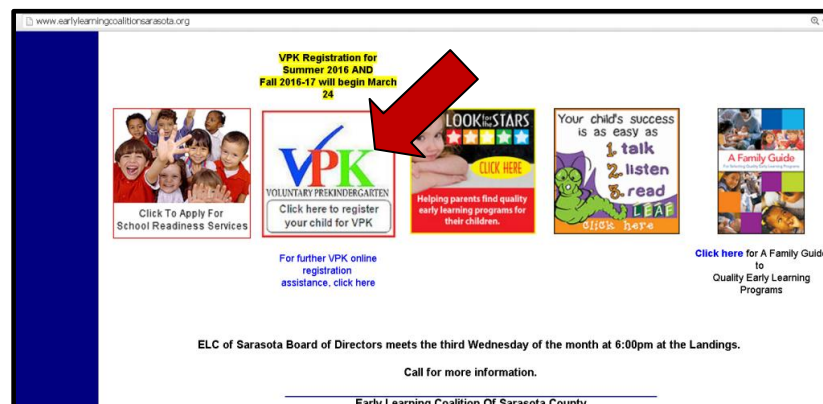 www.earlylearningcoalitionsarasota.org
VPK Registration for
Summer 2016 AND
Fall 2016-17 will begin March
24
Click To Apply For
School Readiness Services
VPK
VOLUNTARY PREKINDERGARTEN
Click here to register
your child for VPK
For further VPK online
registration
assistance, click here
LOOK for the STARS
CLICK HERE
Helping parents find quality
early learning programs for
their children.
Your child's success
is as easy as
1. talk
2. listen
3. read
LEAF
click here
A Family Guide
Click here for A Family Guide
to
Quality Early Learning
Programs
ELC of Sarasota Board of Directors meets the third Wednesday of the month at 6:00pm at the Landings.
Call for more information.
Early Learning Coalition Of Sarasota County